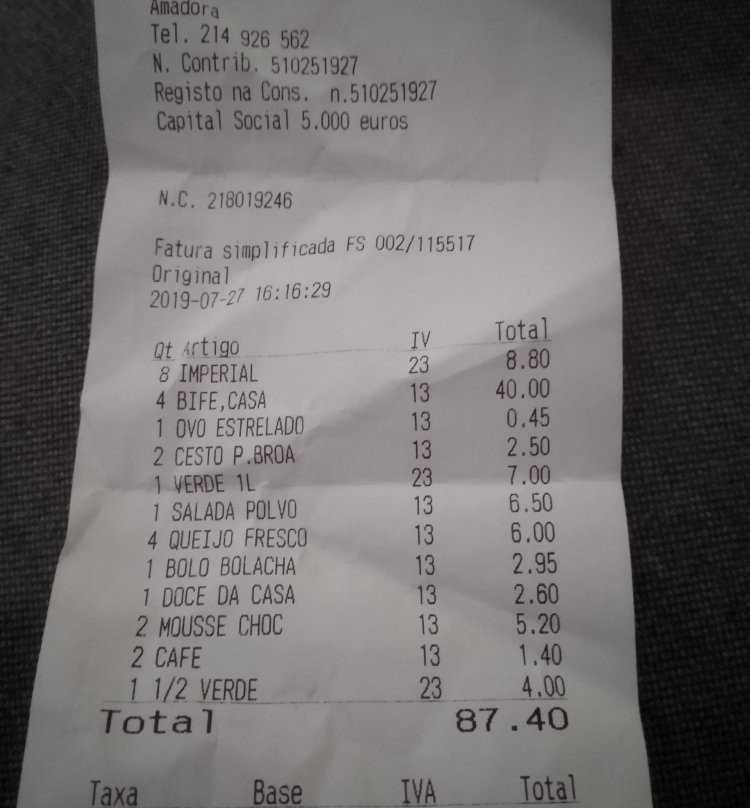 Amadora
Tel. 214 926 562
N. Contrib. 510251927
Registo na Cons. n.510251927
Capital Social 5.000 euros
N.C. 218019246
Fatura simplificada FS 002/115517
Original
2019-07-27 16:16:29
Qt Artigo IV Total
8 IMPERIAL 23 8.80
4 BIFE,CASA 13 40.00
1 OVO ESTRELADO 13 0.45
2 CESTO P.BROA 13 2.50
1 VERDE 1L 23 7.00
1 SALADA POLVO 13 6.50
4 QUEIJO FRESCO 13 6.00
1 BOLO BOLACHA 13 2.95
1 DOCE DA CASA 13 2.60
2 MOUSSE CHOC 13 5.20
2 CAFE 13 1.40
1 1/2 VERDE 23 4.00
Total 87.40
Taxa Base IVA Total